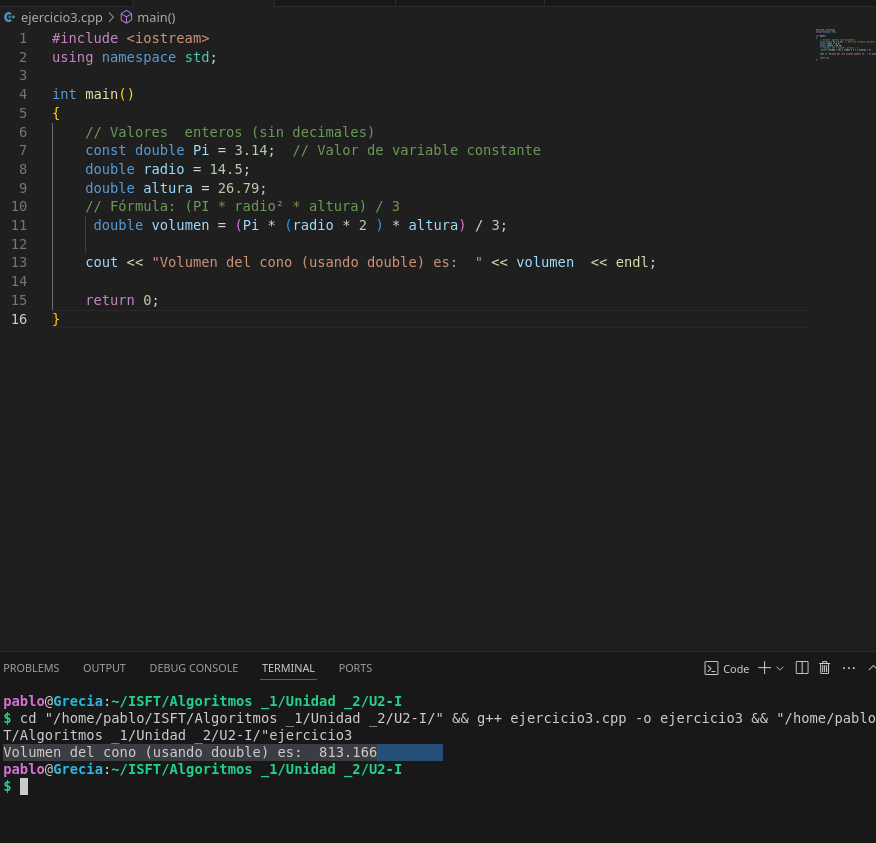 ejercicio3.cpp > main()
1 #include <iostream>
2 using namespace std;
3
4 int main()
5 {
6 // Valores  enteros (sin decimales)
7 const double Pi = 3.14;  // Valor de variable constante
8 double radio = 14.5;
9 double altura = 26.79;
10 // Fórmula: (PI * radio² * altura) / 3
11 double volumen = (Pi * (radio * 2 ) * altura) / 3;
12
13 cout << "Volumen del cono (usando double) es:  " << volumen  << endl;
14
15 return 0;
16 }
PROBLEMS OUTPUT DEBUG CONSOLE TERMINAL PORTS Code
pablo@Grecia:~/ISFT/Algoritmos _1/Unidad _2/U2-I
$ cd "/home/pablo/ISFT/Algoritmos _1/Unidad _2/U2-I/" && g++ ejercicio3.cpp -o ejercicio3 && "/home/pablo
T/Algoritmos _1/Unidad _2/U2-I/"ejercicio3
Volumen del cono (usando double) es:  813.166
pablo@Grecia:~/ISFT/Algoritmos _1/Unidad _2/U2-I
$